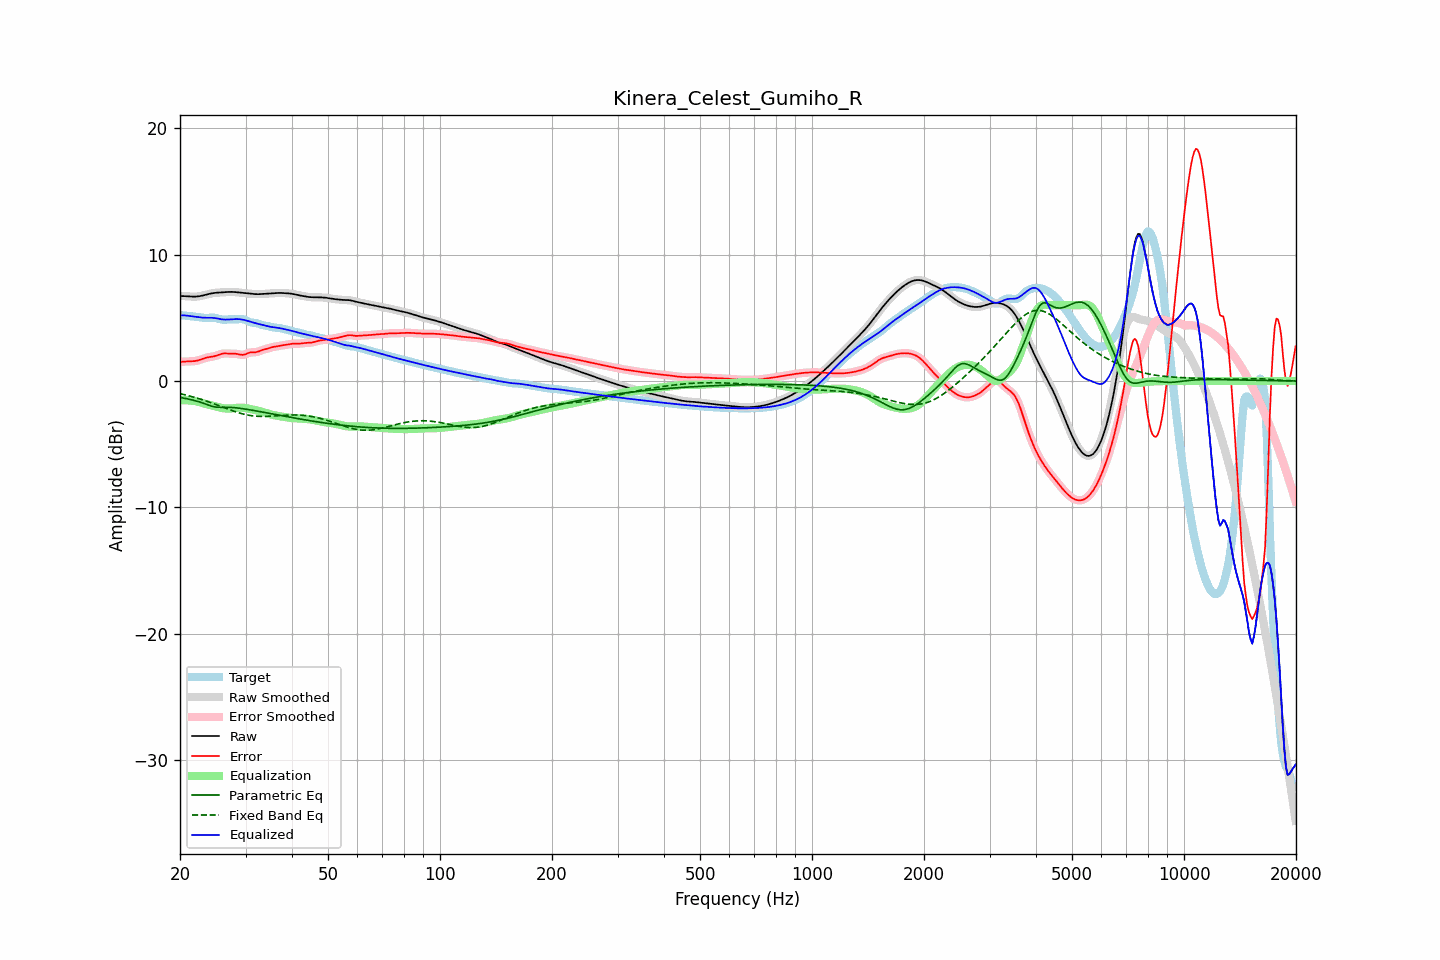 Kinera_Celest_Gumiho_R
20
10
0
−10
−20
−30
Amplitude (dBr)
Target
Raw Smoothed
Error Smoothed
Raw
Error
Equalization
Parametric Eq
Fixed Band Eq
Equalized
20 50 100 200 500 1000 2000 5000 10000 20000
Frequency (Hz)